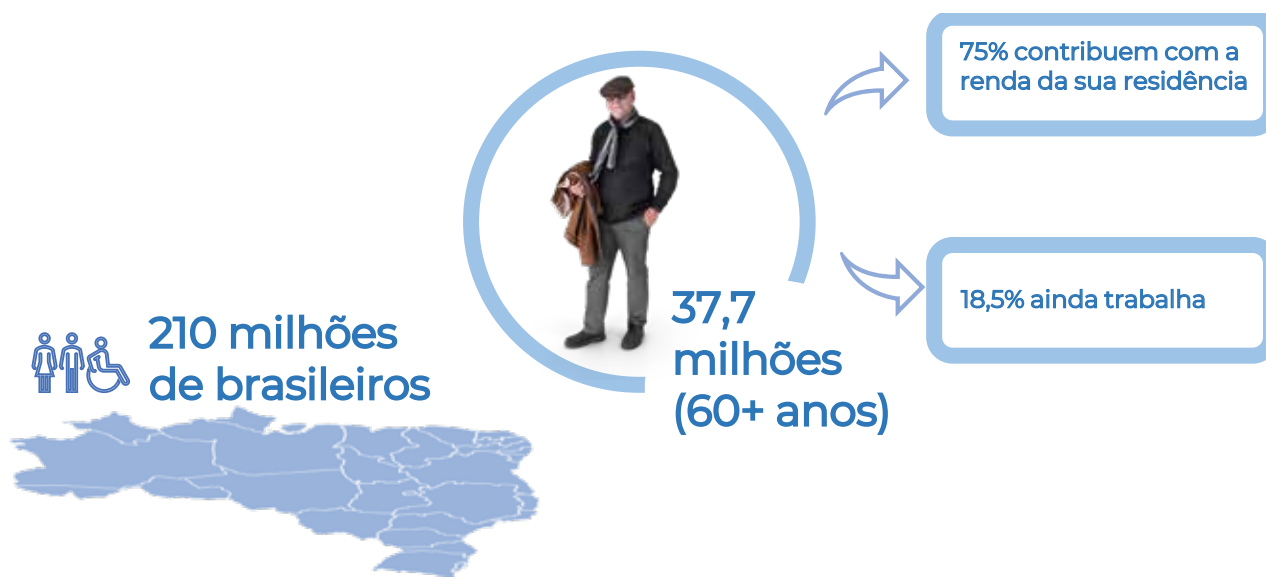 75% contribuem com a
renda da sua residência
18,5% ainda trabalha
37,7
milhões
(60+ anos)
210 milhões
de brasileiros